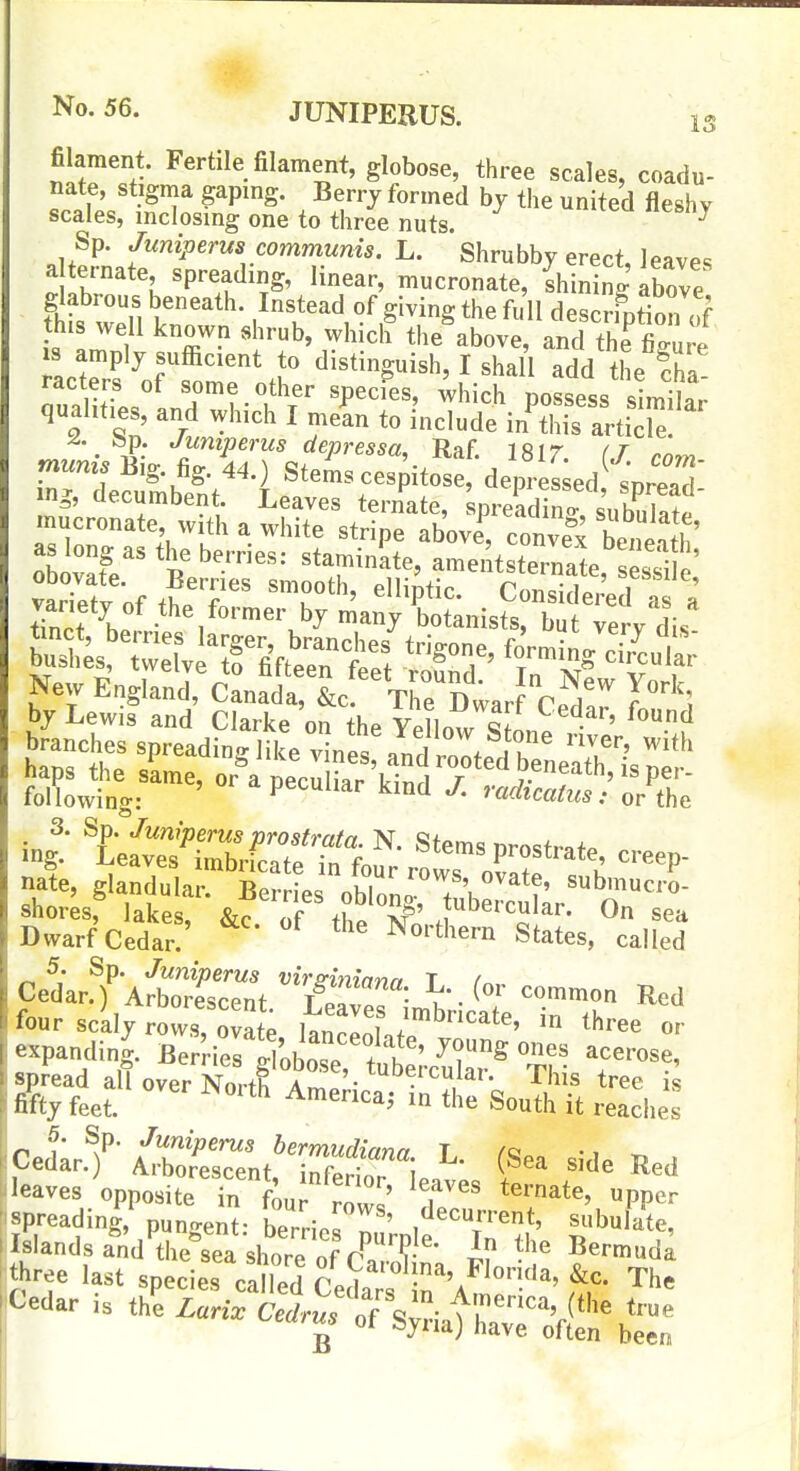 No. 56. JUNIPERUS. 13
filament. Fertile filament, globose, three scales, coadu-
nate, stigma gaping. Berry formed by the united fleshy
scales, inclosing one to three nuts.
Sp. Juniperus communis. L. Shrubby erect, leaves
alternate, spreading, linear, mucronate, shining above,
glabrous beneath. Instead of giving the full description of
this well known shrub, which the above, and the figure
is amply sufficient to distinguish, I shall add the cha-
racters of some other species, which possess similar
qualities, and which I mean to include in this article.
2. Sp. Juniperus depressa, Raf. 1817. (J. com-
munis Big. fig. 44.) Stems cespitose, depressed, spread-
ing, decumbent. Leaves ternate, spreading, subulate,
mucronate, with a white stripe above, convex beneath,
as long as the berries: staminate, amentsternate, sessile,
obovate. Berries smooth, elliptic. Considered as a
variety of the former by many botanists, but very dis-
tinct, berries larger, branches trigone, forming circular
bushes, twelve to fifteen feet round. In New York,
New England, Canada, &c. The Dwarf Cedar, found
by Lewis and Clarke on the Yellow Stone river, with
branches spreading like vines, and rooted beneath, is per-
haps the same, or a peculiar kind J. radicatus: or the
following:
3. Sp. Juniperus prostrata. N. Stems prostrate, creep-
ing. Leaves imbricate in four rows, ovate, submucro-
nate, glandular. Berries oblong, tubercular. On sea
shores, lakes, &c. of the Northern States, called
Dwarf Cedar.
5. Sp. Juniperus virginiana. L. (or common Red
Cedar.) Arborescent. Leaves imbricate, in three or
four scaly rows, ovate, lanceolate, young ones acerose,
expanding. Berries globose, tubercular. This tree is
spread all over North America; in the South it reaches
fifty feet.
5. Sp. Juniperus bermudiana. L. (Sea side Red
Cedar.) Arborescent, inferior leaves ternate, upper
leaves opposite in four rows, decurrent, subulate,
spreading, pungent: berries purple. In the Bermuda
Islands and the sea shore of Carolina, Florida, &c. The
three last species called Cedars in America, (the true
Cedar is the Larix Cedrus of Syria) have often been
B